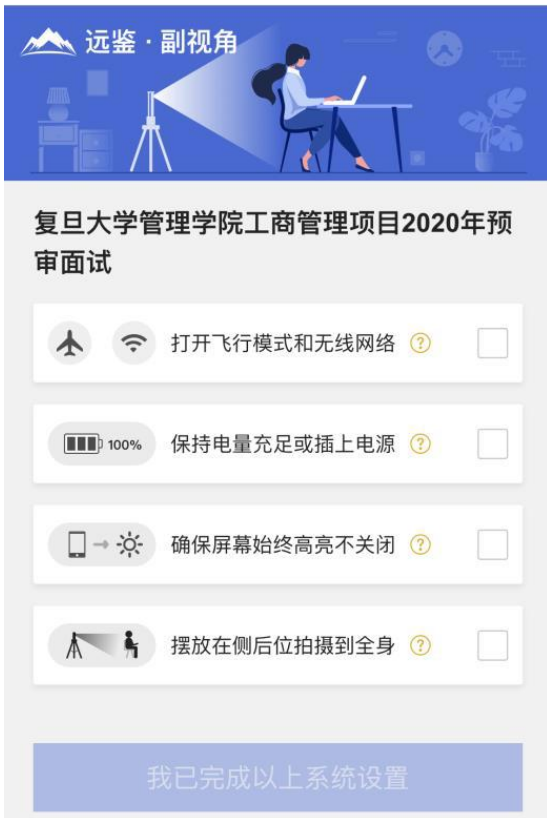 远鉴·副视角
复旦大学管理学院工商管理项目2020年预
审面试
打开飞行模式和无线网络 ?
100% 保持电量充足或插上电源 ?
确保屏幕始终高亮不关闭 ?
摆放在侧后位拍摄到全身 ?
我已完成以上系统设置